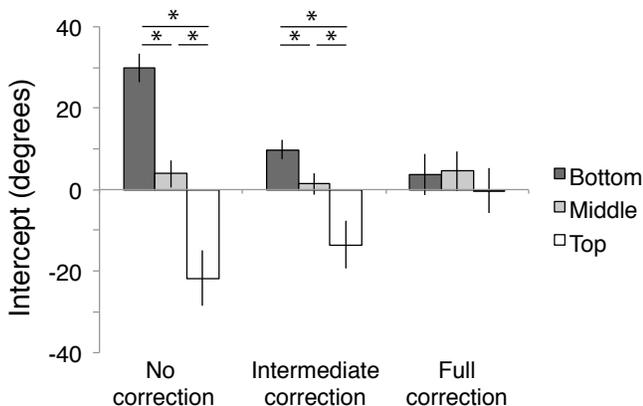 * *
* * * *
40
20
0
-20
-40
Intercept (degrees)
Bottom
Middle
Top
No correction
Intermediate correction
Full correction